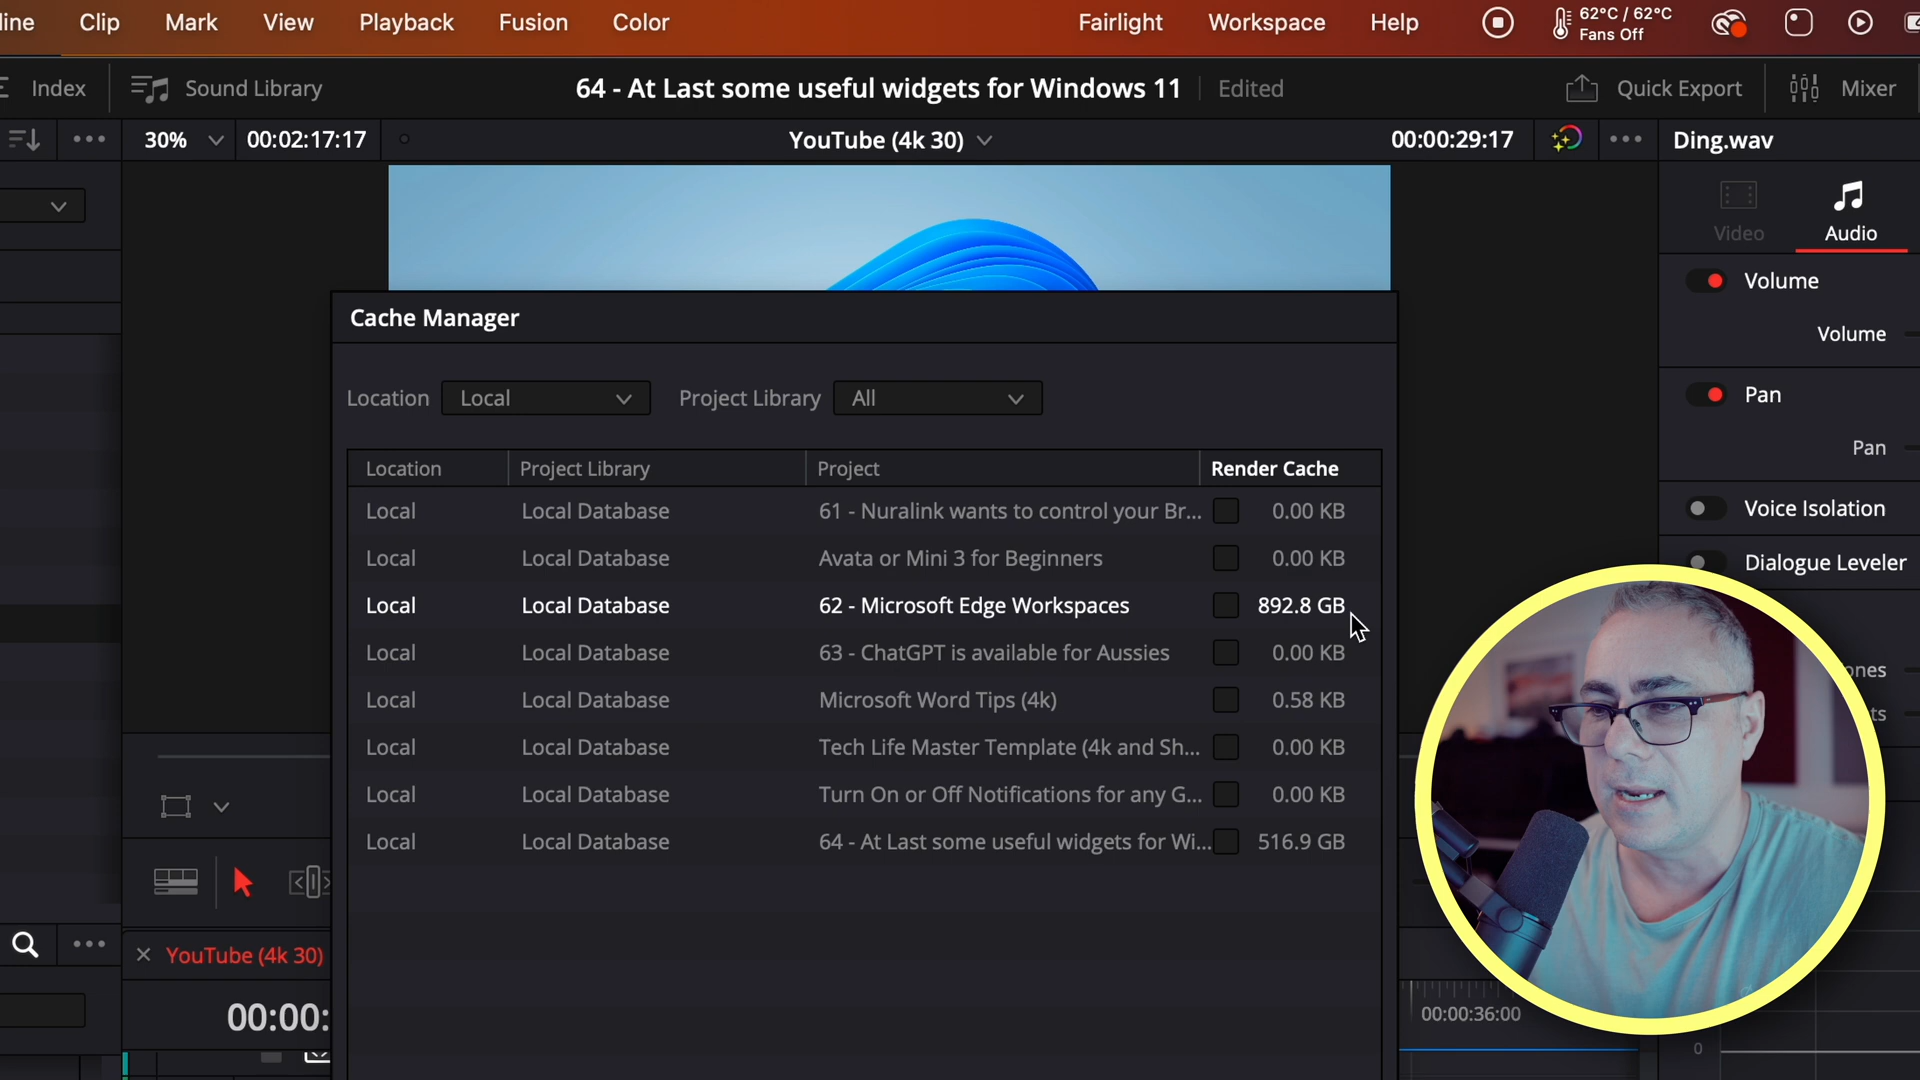 line Clip Mark View Playback Fusion Color Fairlight Workspace Help 62°C / 62°C
Fans Off
Index Sound Library 64 - At Last some useful widgets for Windows 11 Edited Quick Export Mixer
30% 00:02:17:17 YouTube (4k 30) 00:00:29:17 Ding.wav
Video Audio
Volume
Volume
Pan
Pan
Voice Isolation
Dialogue Leveler
Cache Manager
Location Local Project Library All
Location Project Library Project Render Cache
Local Local Database 61 - Nuralink wants to control your Br... 0.00 KB
Local Local Database Avata or Mini 3 for Beginners 0.00 KB
Local Local Database 62 - Microsoft Edge Workspaces 892.8 GB
Local Local Database 63 - ChatGPT is available for Aussies 0.00 KB
Local Local Database Microsoft Word Tips (4k) 0.58 KB
Local Local Database Tech Life Master Template (4k and Sh... 0.00 KB
Local Local Database Turn On or Off Notifications for any G... 0.00 KB
Local Local Database 64 - At Last some useful widgets for Wi... 516.9 GB
YouTube (4k 30)
00:00:
00:00:36:00
0